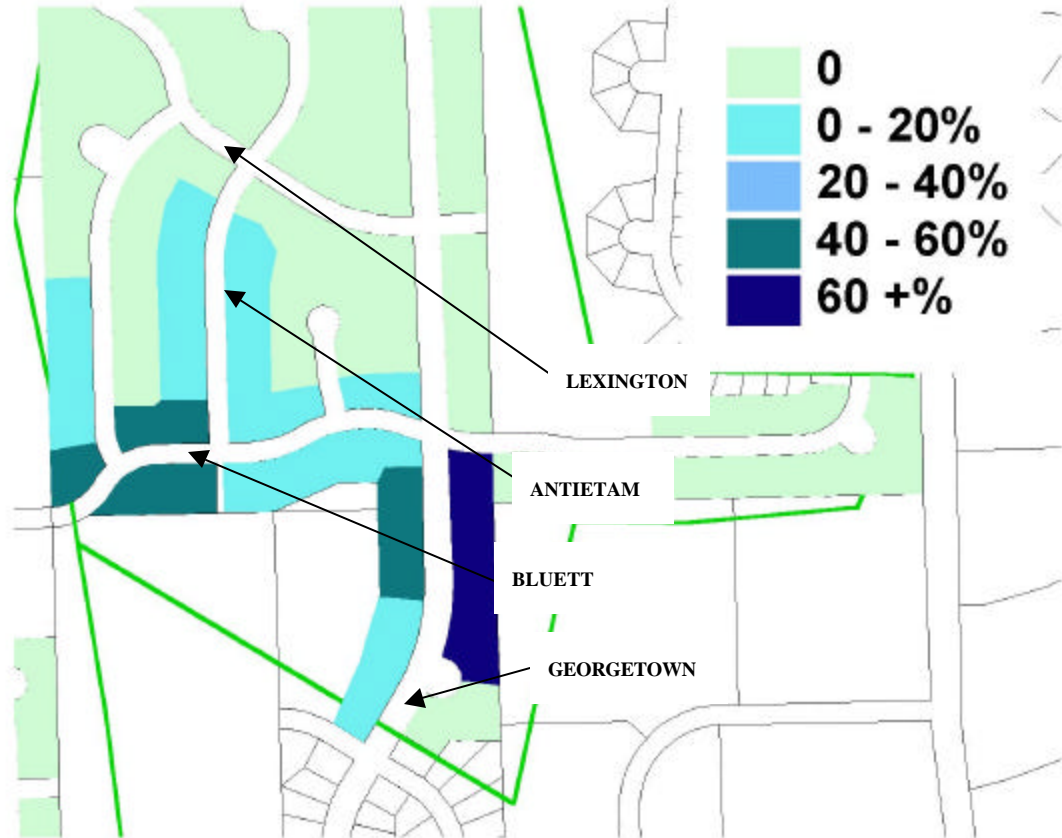 0
0 - 20%
20 - 40%
40 - 60%
60 +%
LEXINGTON
ANTIETAM
BLUETT
GEORGETOWN